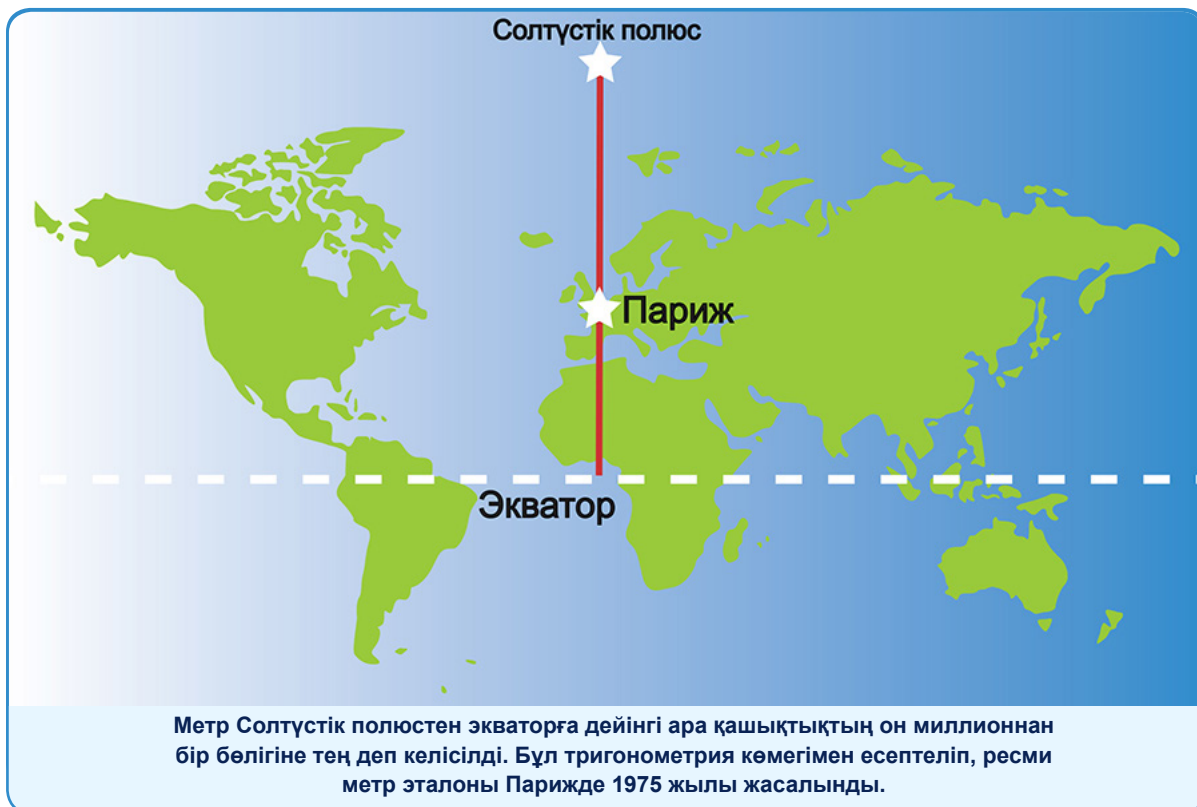 Солтүстік полюс
Париж
Экватор
Метр Солтүстік полюстен экваторға дейінгі ара қашықтықтың он миллионнан
бір бөлігіне тең деп келісілді. Бұл тригонометрия көмегімен есептеліп, ресми
метр эталоны Парижде 1975 жылы жасалынды.